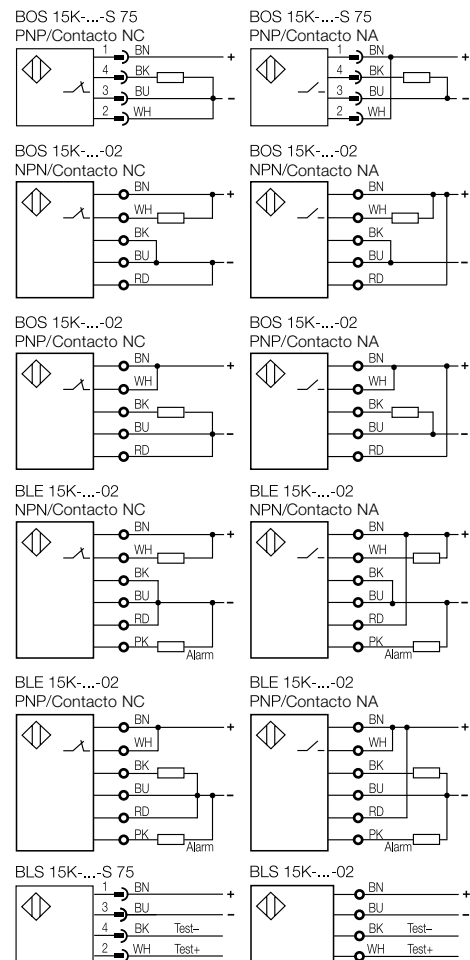 BOS 15K-...-S 75
PNP/Contacto NC
1 BN +
4 BK
3 BU –
2 WH
BOS 15K-...-S 75
PNP/Contacto NA
1 BN +
4 BK
3 BU –
2 WH
BOS 15K-...-02
NPN/Contacto NC
BN +
WH
BK
BU –
RD
BOS 15K-...-02
NPN/Contacto NA
BN +
WH
BK
BU –
RD
BOS 15K-...-02
PNP/Contacto NC
BN +
WH
BK
BU –
RD
BOS 15K-...-02
PNP/Contacto NA
BN +
WH
BK
BU –
RD
BLE 15K-...-02
NPN/Contacto NC
BN +
WH
BK
BU –
RD
PK
Alarm
BLE 15K-...-02
NPN/Contacto NA
BN +
WH
BK
BU –
RD
PK
Alarm
BLE 15K-...-02
PNP/Contacto NC
BN +
WH
BK
BU –
RD
PK
Alarm
BLE 15K-...-02
PNP/Contacto NA
BN +
WH
BK
BU –
RD
PK
Alarm
BLS 15K-...-S 75
1 BN +
3 BU –
4 BK Test–
2 WH Test+
BLS 15K-...-02
BN +
BU –
BK Test–
WH Test+